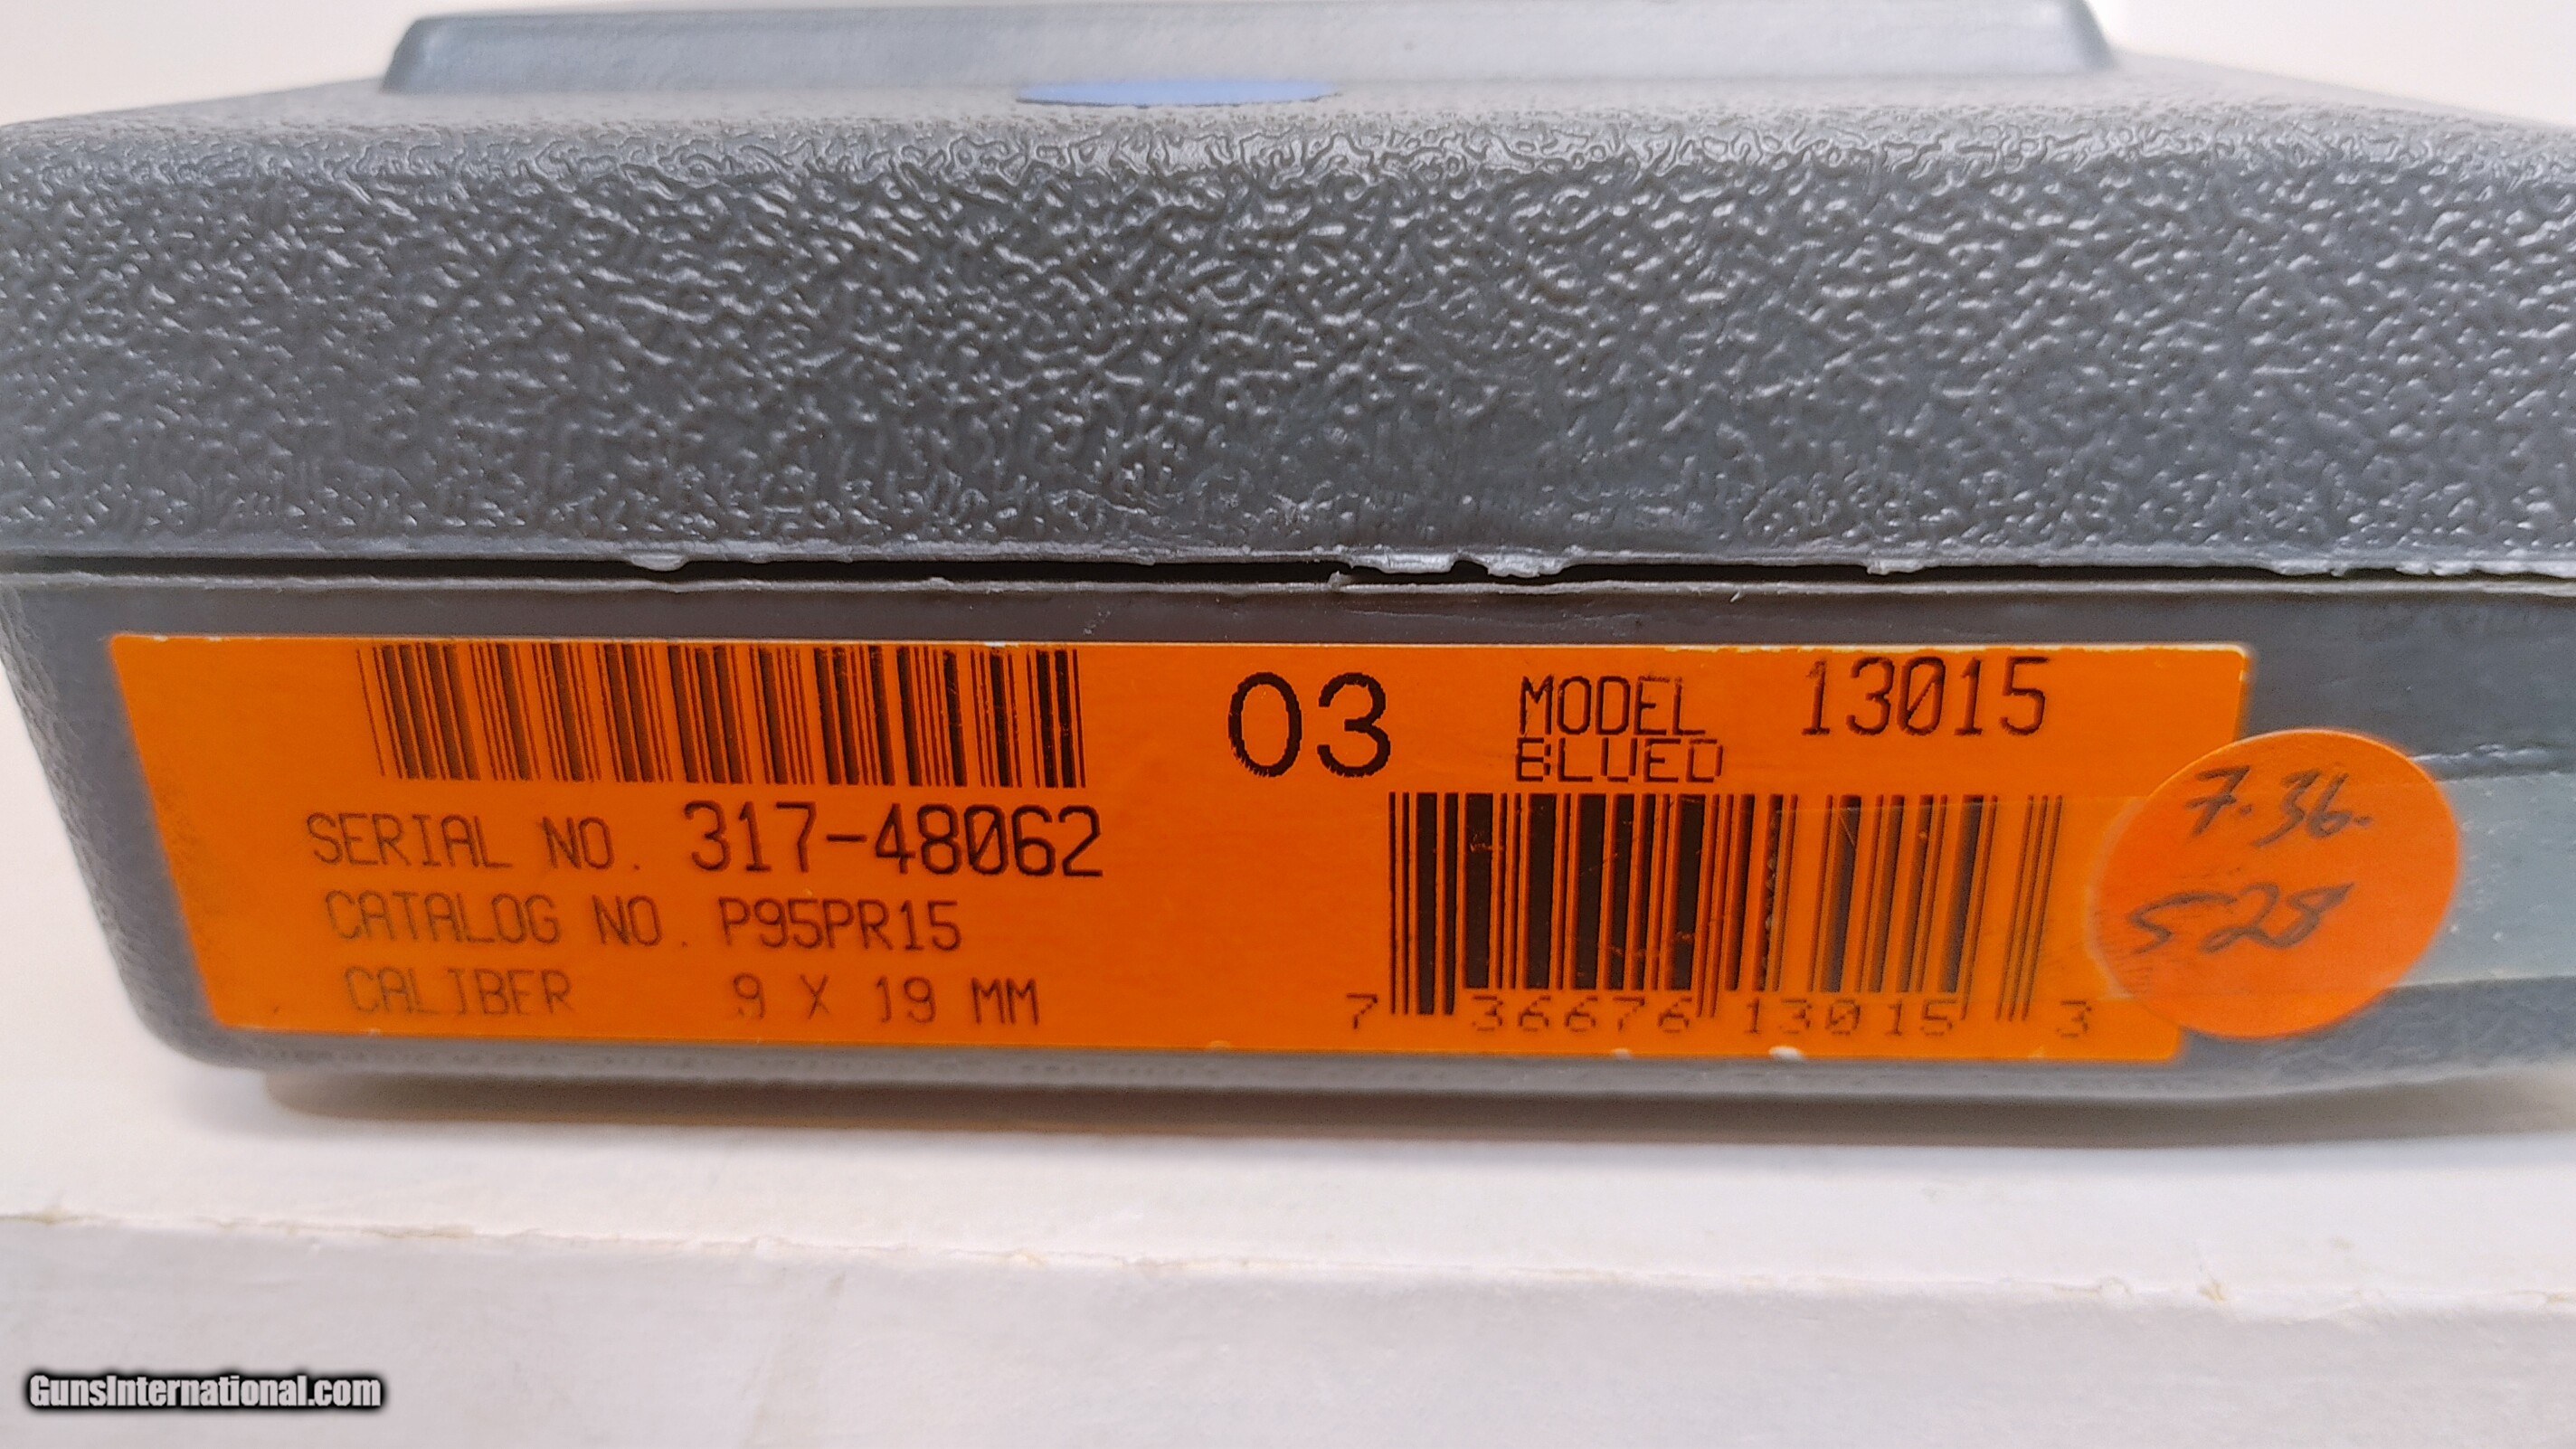 03
MODEL 13015
BLUED
SERIAL NO. 317-48062
CATALOG NO. P95PR15
CALIBER 9 X 19 MM
7 36676 13015 3
7.36.
528
GunsInternational.com